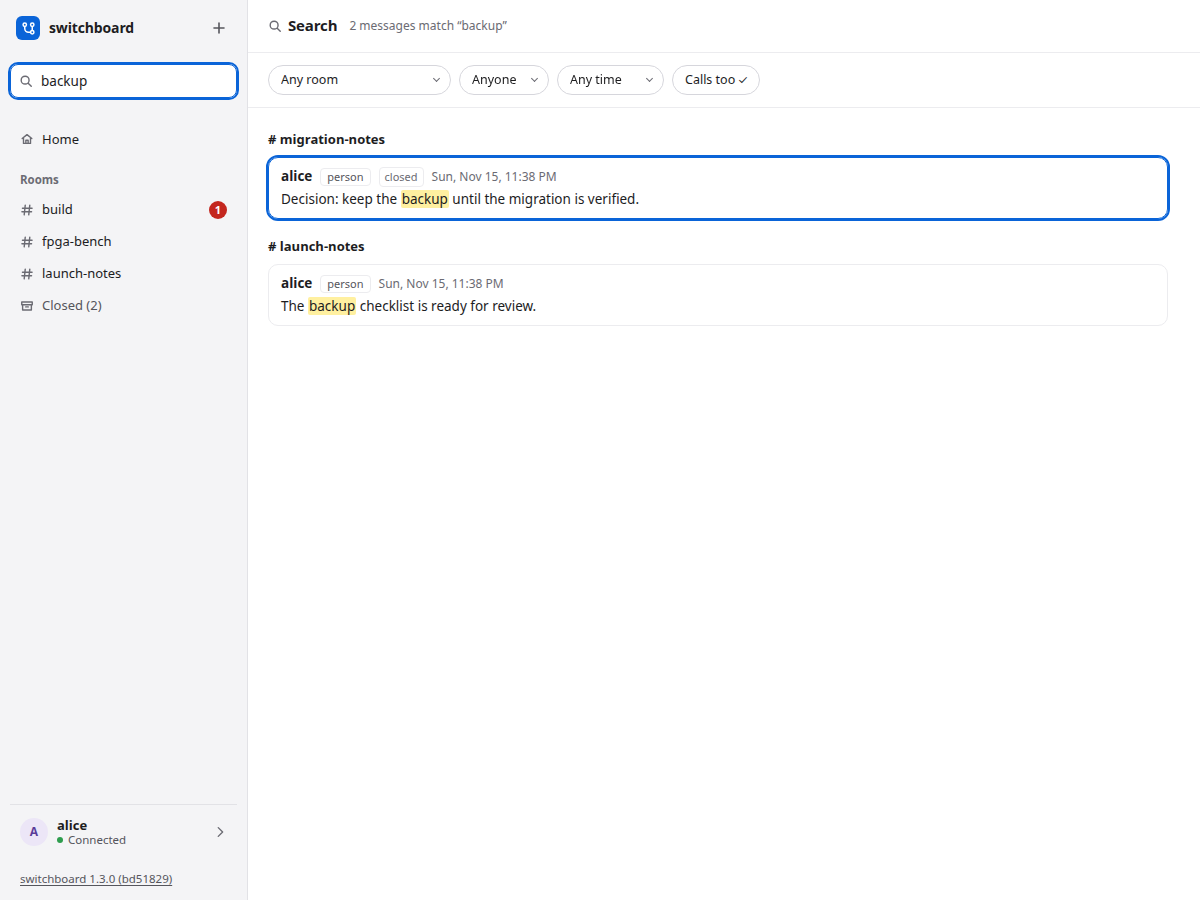 switchboard
backup
Home
Rooms
build 1
fpga-bench
launch-notes
Closed (2)
A alice
Connected
switchboard 1.3.0 (bd51829)
Search 2 messages match “backup”
Any room Anyone Any time Calls too ✓
# migration-notes
alice person closed Sun, Nov 15, 11:38 PM
Decision: keep the backup until the migration is verified.
# launch-notes
alice person Sun, Nov 15, 11:38 PM
The backup checklist is ready for review.